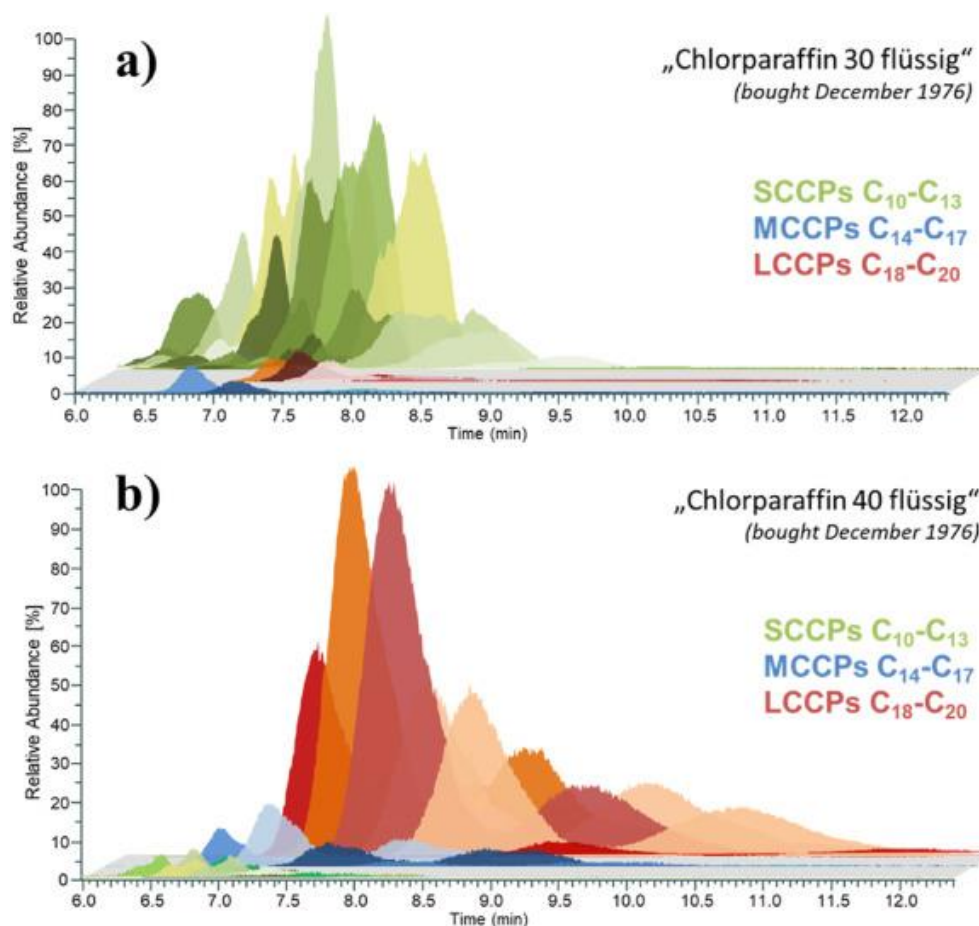 a)
„Chlorparaffin 30 flüssig“
(bought December 1976)
SCCPs C₁₀-C₁₃
MCCPs C₁₄-C₁₇
LCCPs C₁₈-C₂₀
Relative Abundance [%]
100
90
80
70
60
50
40
30
20
10
0
6.0 6.5 7.0 7.5 8.0 8.5 9.0 9.5 10.0 10.5 11.0 11.5 12.0
Time (min)
b)
„Chlorparaffin 40 flüssig“
(bought December 1976)
SCCPs C₁₀-C₁₃
MCCPs C₁₄-C₁₇
LCCPs C₁₈-C₂₀
Relative Abundance [%]
100
90
80
70
60
50
40
30
20
10
0
6.0 6.5 7.0 7.5 8.0 8.5 9.0 9.5 10.0 10.5 11.0 11.5 12.0
Time (min)